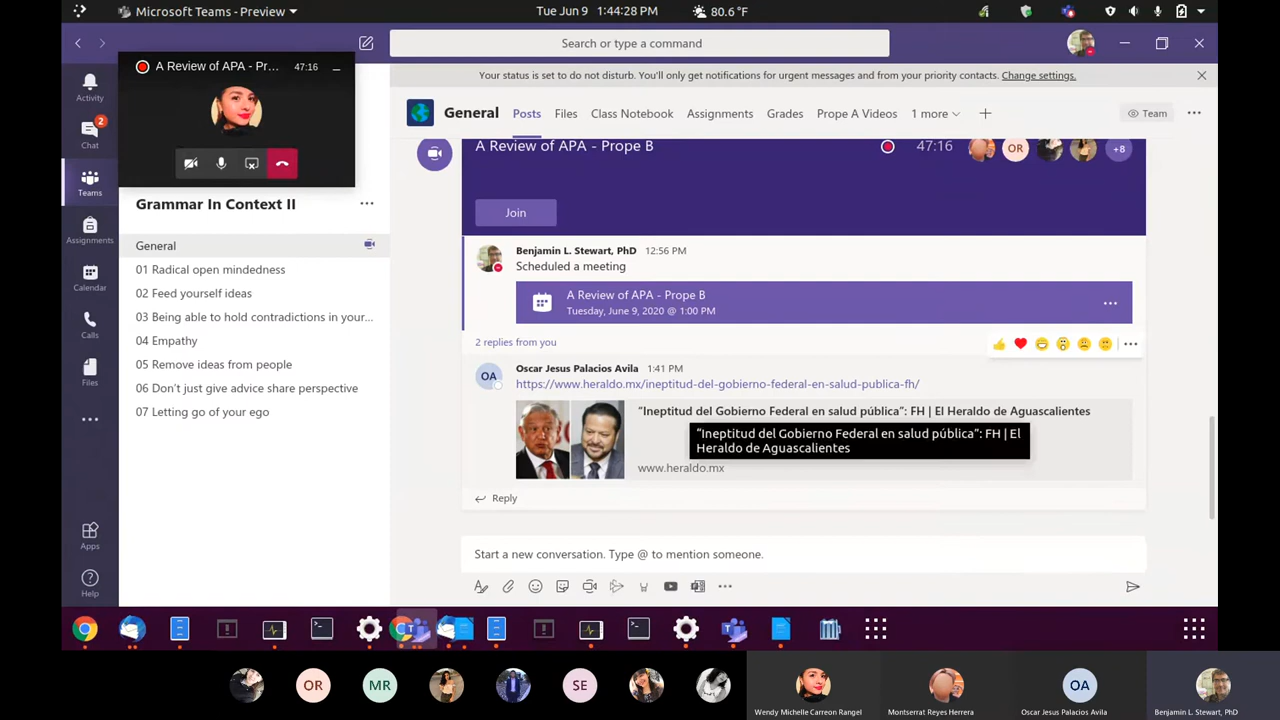 Microsoft Teams - Preview
Tue Jun 9 1:44:28 PM
80.6 °F
Search or type a command
A Review of APA - Pr... 47:16
Your status is set to do not disturb. You'll only get notifications for urgent messages and from your priority contacts. Change settings.
Activity
2
Chat
Teams
Assignments
Calendar
Calls
Files
Apps
Help
Grammar In Context II
General
01 Radical open mindedness
02 Feed yourself ideas
03 Being able to hold contradictions in your...
04 Empathy
05 Remove ideas from people
06 Don't just give advice share perspective
07 Letting go of your ego
General Posts Files Class Notebook Assignments Grades Prope A Videos 1 more
Team
A Review of APA - Prope B
47:16
OR
+8
Join
Benjamin L. Stewart, PhD 12:56 PM
Scheduled a meeting
A Review of APA - Prope B
Tuesday, June 9, 2020 @ 1:00 PM
2 replies from you
OA
Oscar Jesus Palacios Avila 1:41 PM
https://www.heraldo.mx/ineptitud-del-gobierno-federal-en-salud-publica-fh/
“Ineptitud del Gobierno Federal en salud pública”: FH | El Heraldo de Aguascalientes
“Ineptitud del Gobierno Federal en salud pública”: FH | El
Heraldo de Aguascalientes
www.heraldo.mx
Reply
Start a new conversation. Type @ to mention someone.
OR
MR
SE
OA
Wendy Michelle Carreon Rangel
Montserrat Reyes Herrera
Oscar Jesus Palacios Avila
Benjamin L. Stewart, PhD